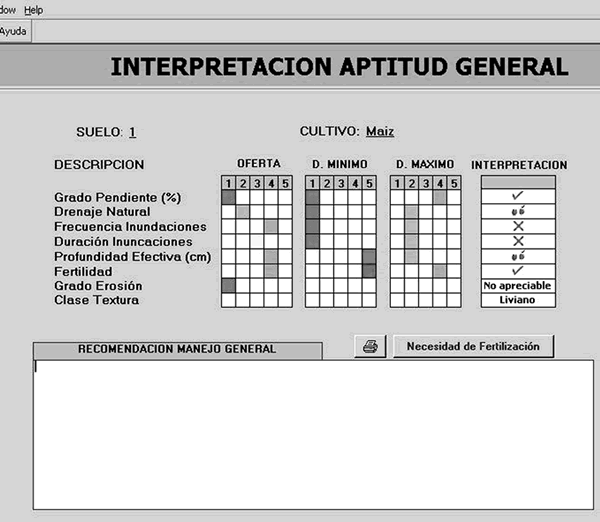 dow Help
Ayuda
INTERPRETACION APTITUD GENERAL
SUELO: 1 CULTIVO: Maiz
DESCRIPCION OFERTA D. MINIMO D. MAXIMO INTERPRETACION
1 2 3 4 5 1 2 3 4 5 1 2 3 4 5
Grado Pendiente (%)
Drenaje Natural
Frecuencia Inundaciones
Duración Inuncaciones
Profundidad Efectiva (cm)
Fertilidad
Grado Erosión No apreciable
Clase Textura Liviano
RECOMENDACION MANEJO GENERAL Necesidad de Fertilización